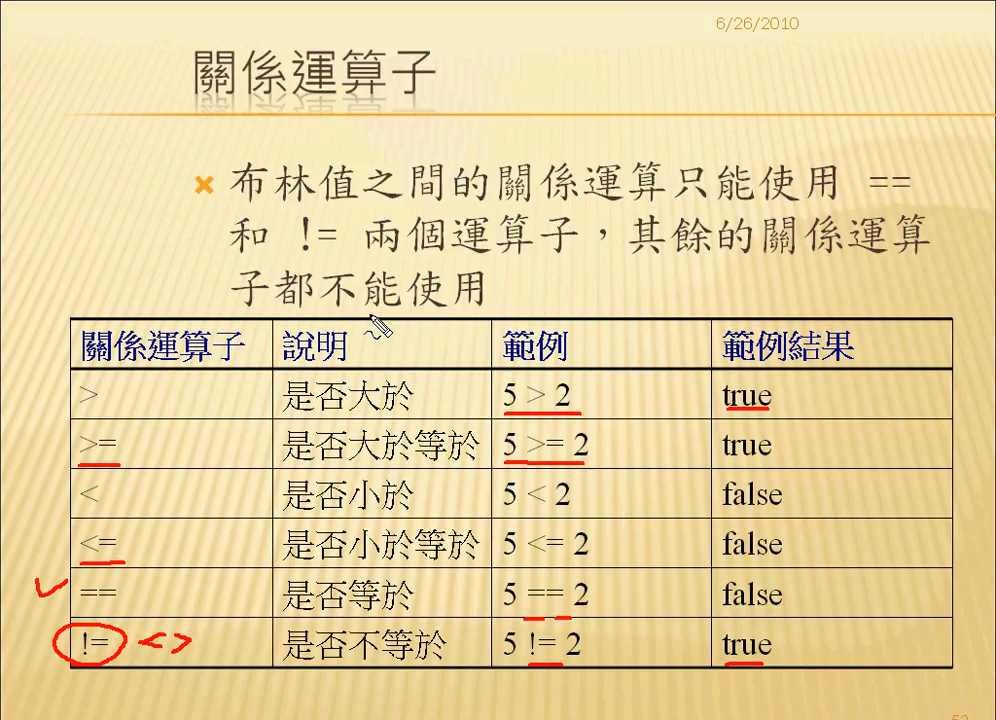 6/26/2010
關係運算子
布林值之間的關係運算只能使用 ==
和 != 兩個運算子，其餘的關係運算
子都不能使用
關係運算子 說明 範例 範例結果
> 是否大於 5 > 2 true
>= 是否大於等於 5 >= 2 true
< 是否小於 5 < 2 false
<= 是否小於等於 5 <= 2 false
== 是否等於 5 == 2 false
!= <> 是否不等於 5 != 2 true